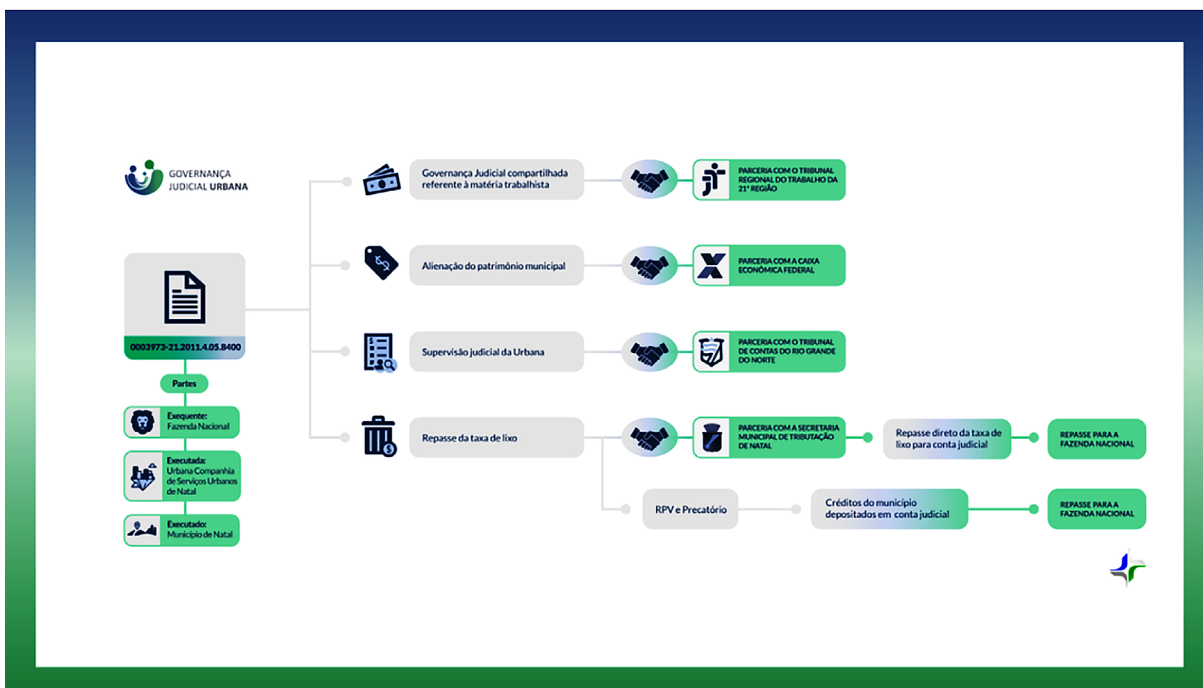 GOVERNANÇA
JUDICIAL URBANA
0003973-21.2011.4.05.8400
Partes
Exequente:
Fazenda Nacional
Executada:
Urbana Companhia
de Serviços Urbanos
de Natal
Executado:
Município de Natal
Governança Judicial compartilhada
referente à matéria trabalhista
PARCERIA COM O TRIBUNAL
REGIONAL DO TRABALHO DA
21ª REGIÃO
Alienação do patrimônio municipal
PARCERIA COM A CAIXA
ECONÔMICA FEDERAL
Supervisão judicial da Urbana
PARCERIA COM O TRIBUNAL
DE CONTAS DO RIO GRANDE
DO NORTE
Repasse da taxa de lixo
PARCERIA COM A SECRETARIA
MUNICIPAL DE TRIBUTAÇÃO
DE NATAL
Repasse direto da taxa de
lixo para conta judicial
REPASSE PARA A
FAZENDA NACIONAL
RPV e Precatório
Créditos do município
depositados em conta judicial
REPASSE PARA A
FAZENDA NACIONAL